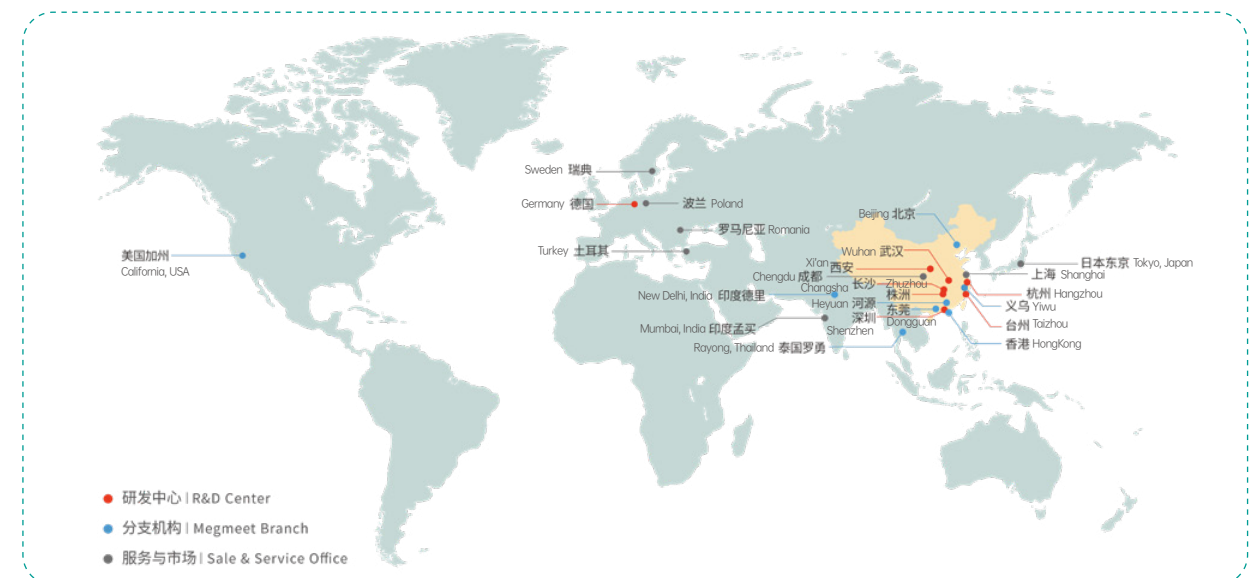 Sweden 瑞典
Germany 德国
波兰 Poland
罗马尼亚 Romania
Turkey 土耳其
美国加州
California, USA
Beijing 北京
Wuhan 武汉
Xi'an 西安
Chengdu 成都
Changsha 长沙
Zhuzhou
株洲
New Delhi, India 印度德里
Heyuan 河源
东莞
Dongguan
深圳
Shenzhen
Mumbai, India 印度孟买
Rayong, Thailand 泰国罗勇
日本东京 Tokyo, Japan
上海 Shanghai
杭州 Hangzhou
义乌 Yiwu
台州 Taizhou
香港 HongKong
研发中心 | R&D Center
分支机构 | Megmeet Branch
服务与市场 | Sale & Service Office